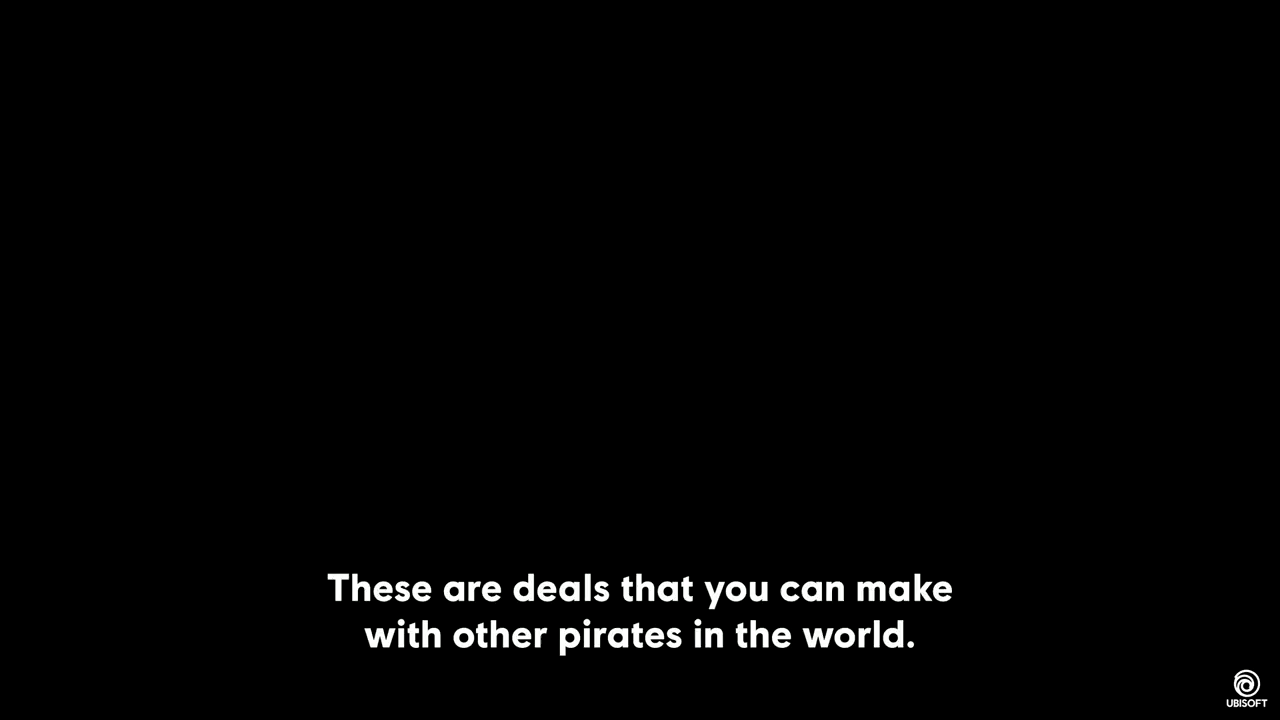 These are deals that you can make
with other pirates in the world.
UBISOFT